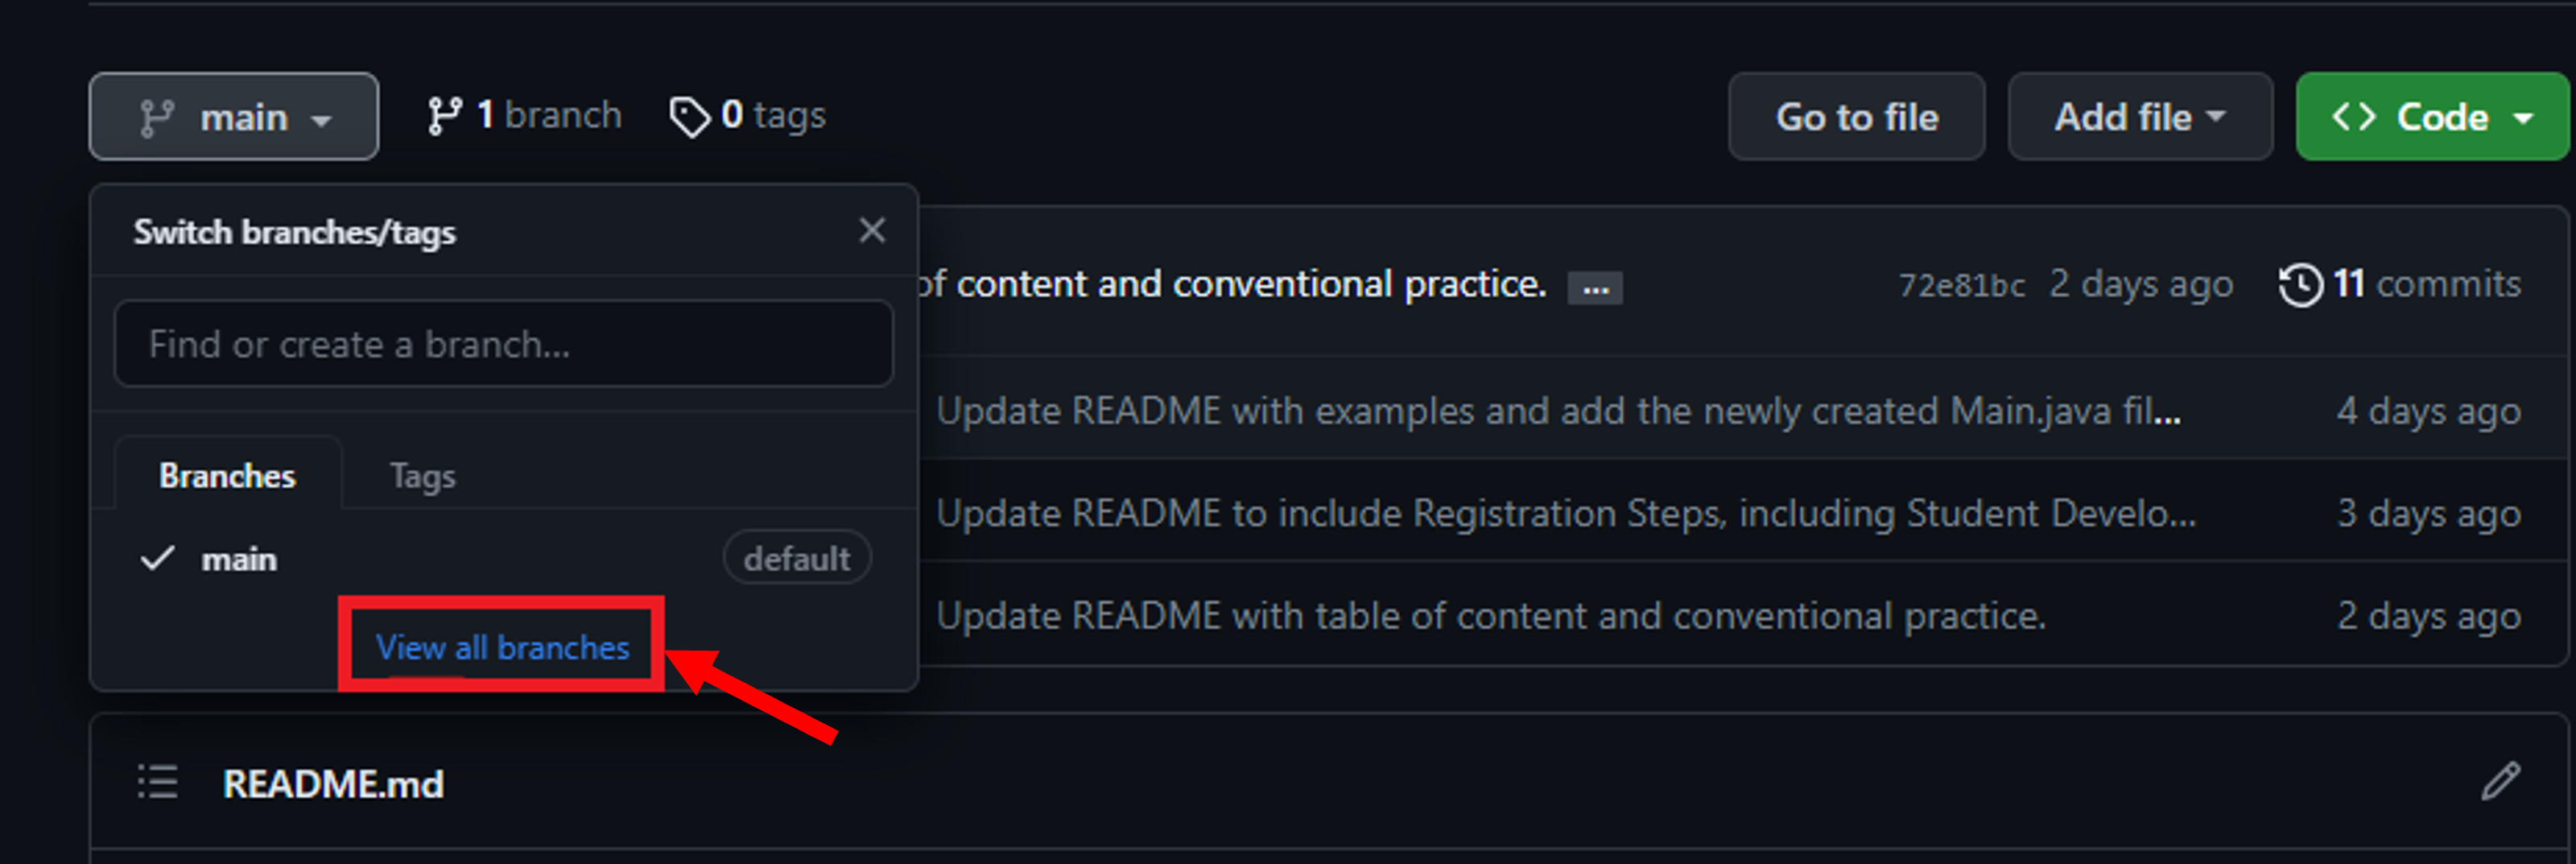 main
1 branch
0 tags
Go to file
Add file
Code
Switch branches/tags
of content and conventional practice. ...
72e81bc 2 days ago
11 commits
Find or create a branch...
Update README with examples and add the newly created Main.java fil...
4 days ago
Branches
Tags
Update README to include Registration Steps, including Student Develo...
3 days ago
main
default
Update README with table of content and conventional practice.
2 days ago
View all branches
README.md